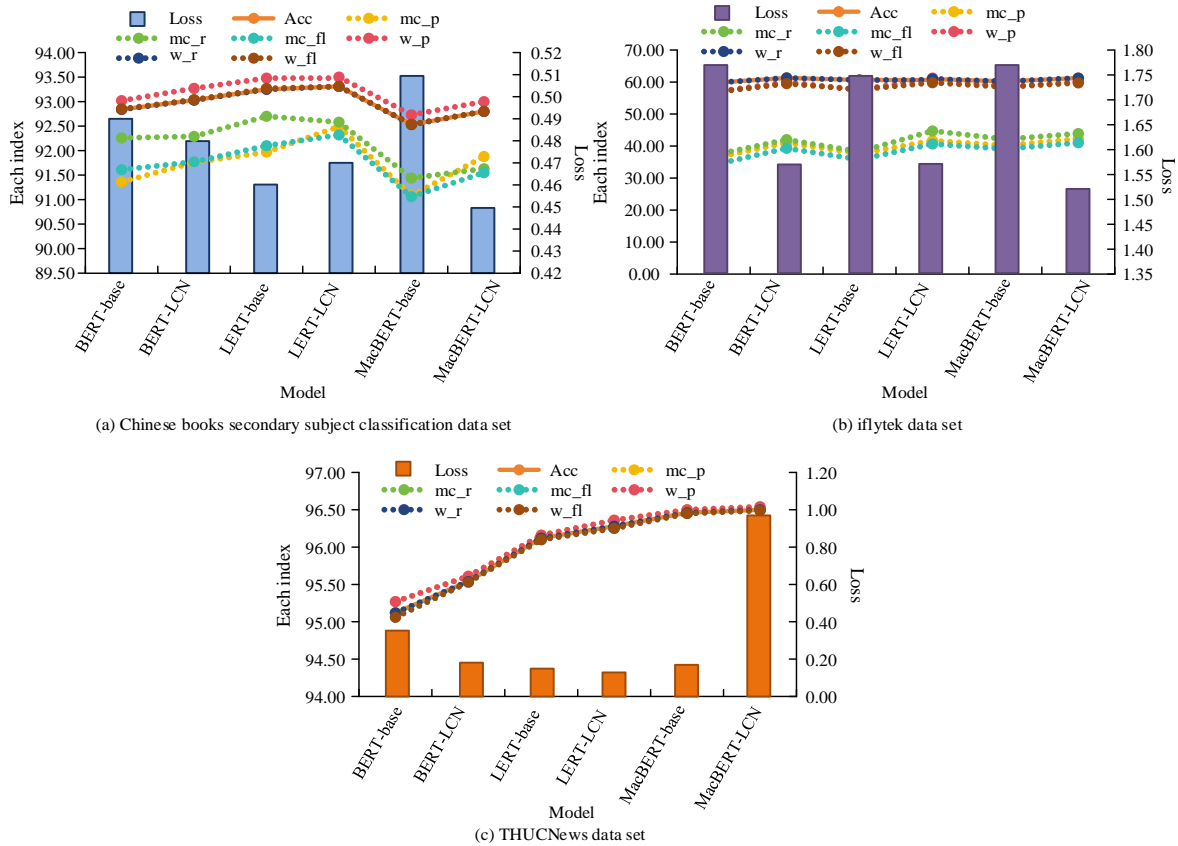 Loss Acc mc_p
mc_r mc_fl w_p
w_r w_fl
94.00
93.50
93.00
92.50
92.00
91.50
91.00
90.50
90.00
89.50
Each index
0.52
0.51
0.50
0.49
0.48
0.47
0.46
0.45
0.44
0.43
0.42
Loss
BERT-base
BERT-LCN
LERT-base
LERT-LCN
MacBERT-base
MacBERT-LCN
Model
(a) Chinese books secondary subject classification data set
Loss Acc mc_p
mc_r mc_fl w_p
w_r w_fl
70.00
60.00
50.00
40.00
30.00
20.00
10.00
0.00
Each index
1.80
1.75
1.70
1.65
1.60
1.55
1.50
1.45
1.40
1.35
Loss
BERT-base
BERT-LCN
LERT-base
LERT-LCN
MacBERT-base
MacBERT-LCN
Model
(b) iflytek data set
Loss Acc mc_p
mc_r mc_fl w_p
w_r w_fl
97.00
96.50
96.00
95.50
95.00
94.50
94.00
Each index
1.20
1.00
0.80
0.60
0.40
0.20
0.00
Loss
BERT-base
BERT-LCN
LERT-base
LERT-LCN
MacBERT-base
MacBERT-LCN
Model
(c) THUCNews data set